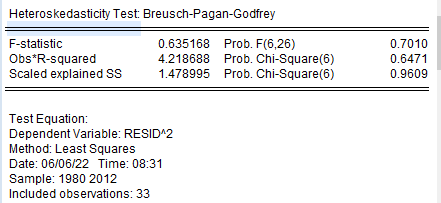 Heteroskedasticity Test: Breusch-Pagan-Godfrey
F-statistic 0.635168 Prob. F(6,26) 0.7010
Obs*R-squared 4.218688 Prob. Chi-Square(6) 0.6471
Scaled explained SS 1.478995 Prob. Chi-Square(6) 0.9609
Test Equation:
Dependent Variable: RESID^2
Method: Least Squares
Date: 06/06/22 Time: 08:31
Sample: 1980 2012
Included observations: 33